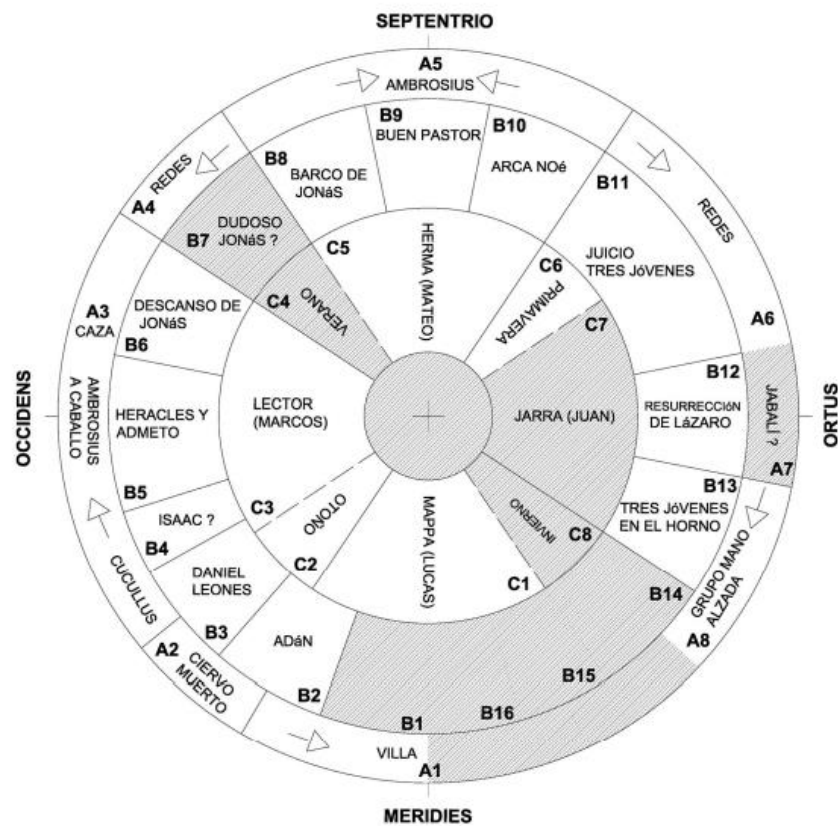 SEPTENTRIO
A5
AMBROSIUS
B9
BUEN PASTOR
B10
ARCA NOé
B8
BARCO DE
JONáS
B11
JUICIO
TRES JóVENES
REDES
A4
REDES
A6
B7
DUDOSO
JONáS ?
C5
HERMA (MATEO)
C6
PRIMAVERA
C4
VERANO
C7
A3
CAZA
B6
DESCANSO DE
JONáS
B12
RESURRECCIóN
DE LáZARO
JABALÍ ?
A7
OCCIDENS
AMBROSIUS
A CABALLO
HERACLES Y
ADMETO
LECTOR
(MARCOS)
JARRA (JUAN)
ORTUS
B5
ISAAC ?
B4
C3
OTOÑO
C2
MAPPA (LUCAS)
C1
INVIERNO
C8
B13
TRES JóVENES
EN EL HORNO
B14
GRUPO MANO
ALZADA
A8
CUCULLUS
DANIEL
LEONES
B3
A2
CIERVO
MUERTO
ADáN
B2
B1
B16
B15
VILLA
A1
MERIDIES